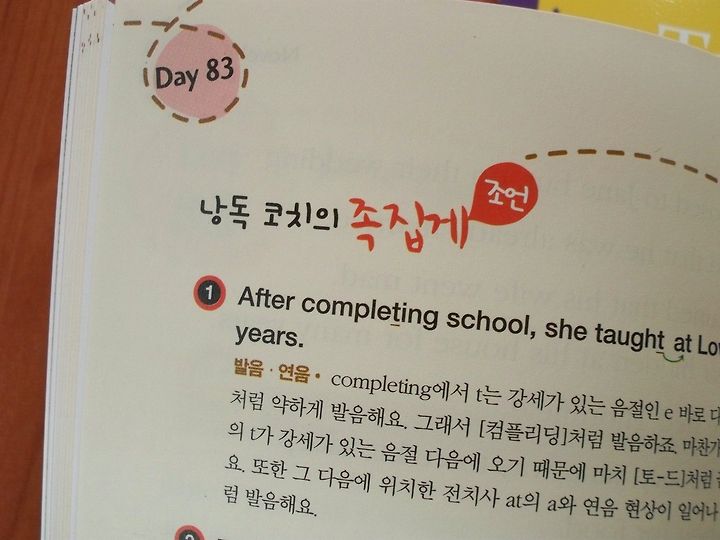 Day 83
낭독 코치의 족집게 조언
1 After completing school, she taught at Lov
years.
발음 · 연음 • completing에서 t는 강세가 있는 음절인 e 바로 다
처럼 약하게 발음해요. 그래서 [컴플리딩]처럼 발음하죠. 마찬가
의 t가 강세가 있는 음절 다음에 오기 때문에 마치 [토-드]처럼
요. 또한 그 다음에 위치한 전치사 at의 a와 연음 현상이 일어나
럼 발음해요.